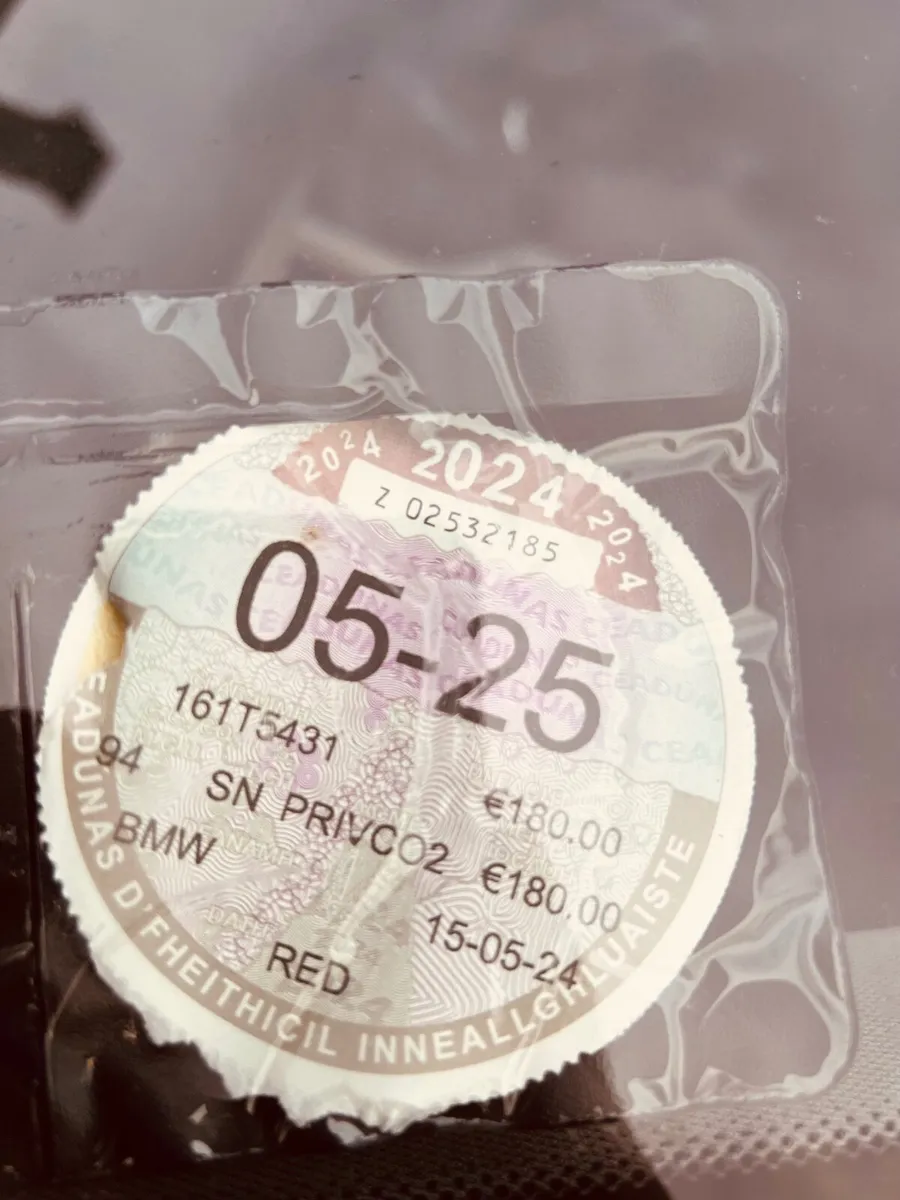 2024 2024 2024
Z 02532185
05-25
161T5431
94
€180.00
SN PRIVCO2 €180.00
BMW
15-05-24
RED
EADÚNAS D'FHEITHICIL INNEALLGHLUAISTE